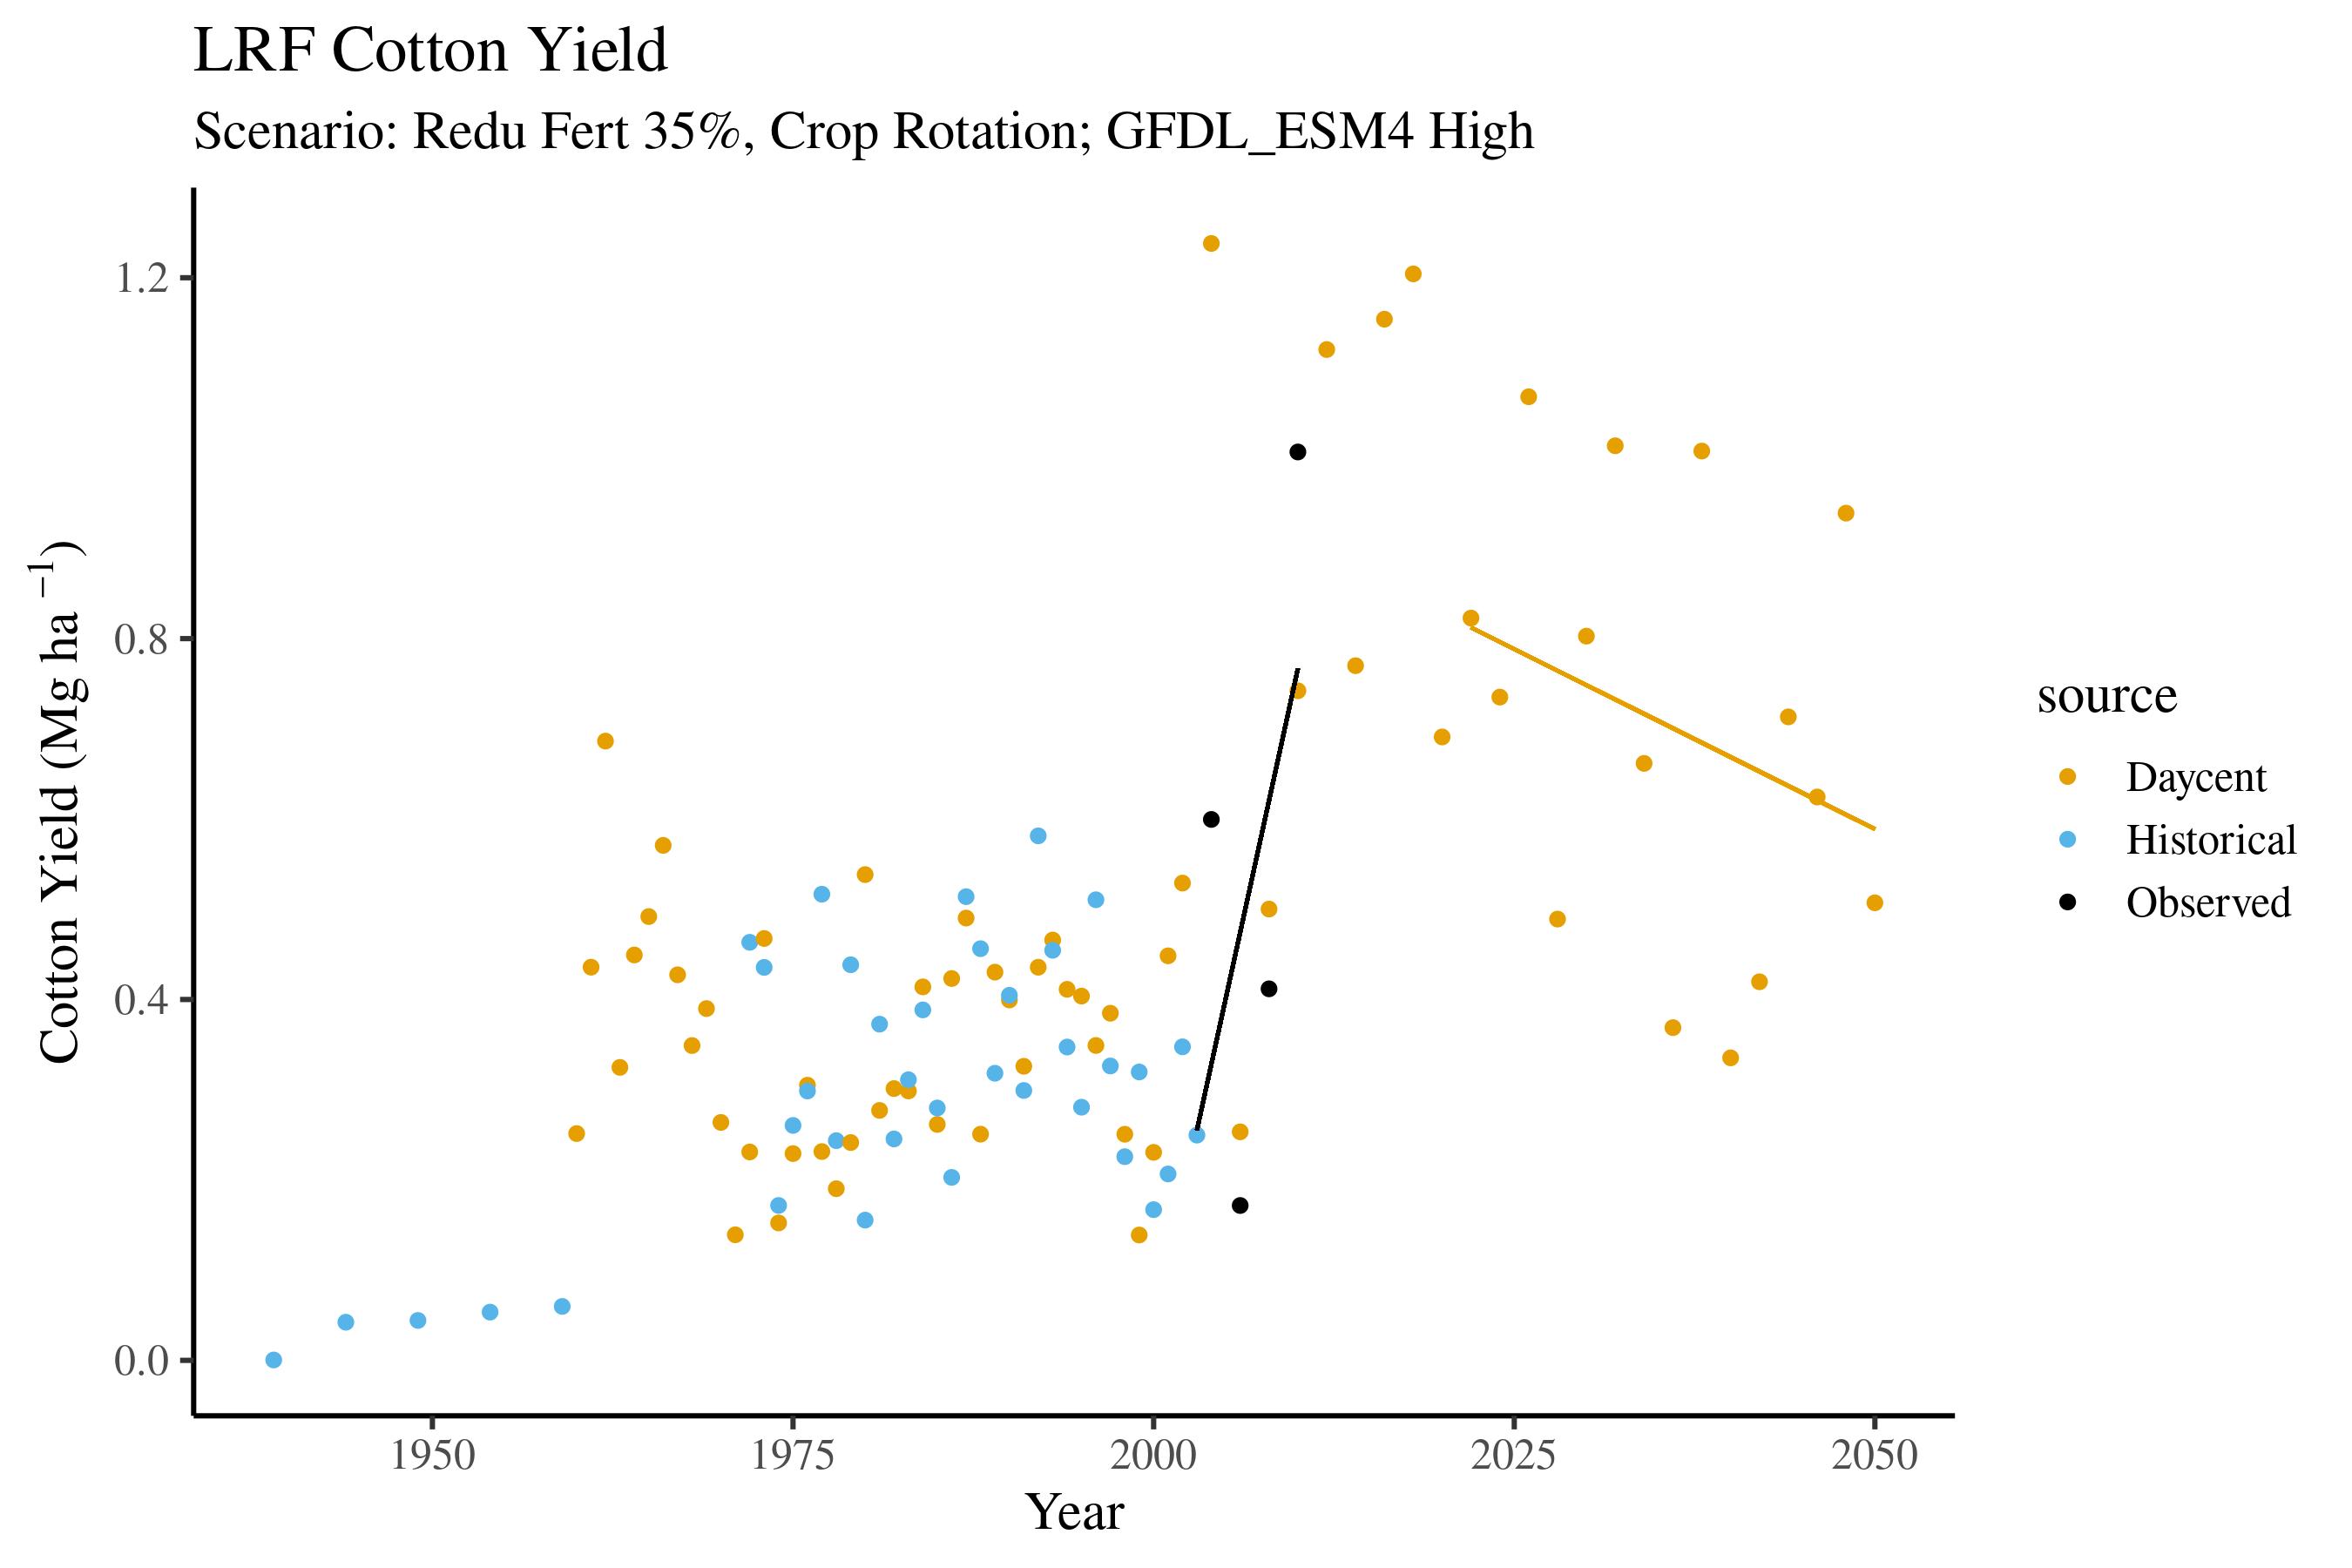 LRF Cotton Yield
Scenario: Redu Fert 35%, Crop Rotation; GFDL_ESM4 High
Cotton Yield (Mg ha −1)
1.2
0.8
0.4
0.0
1950 1975 2000 2025 2050
Year
source
Daycent
Historical
Observed